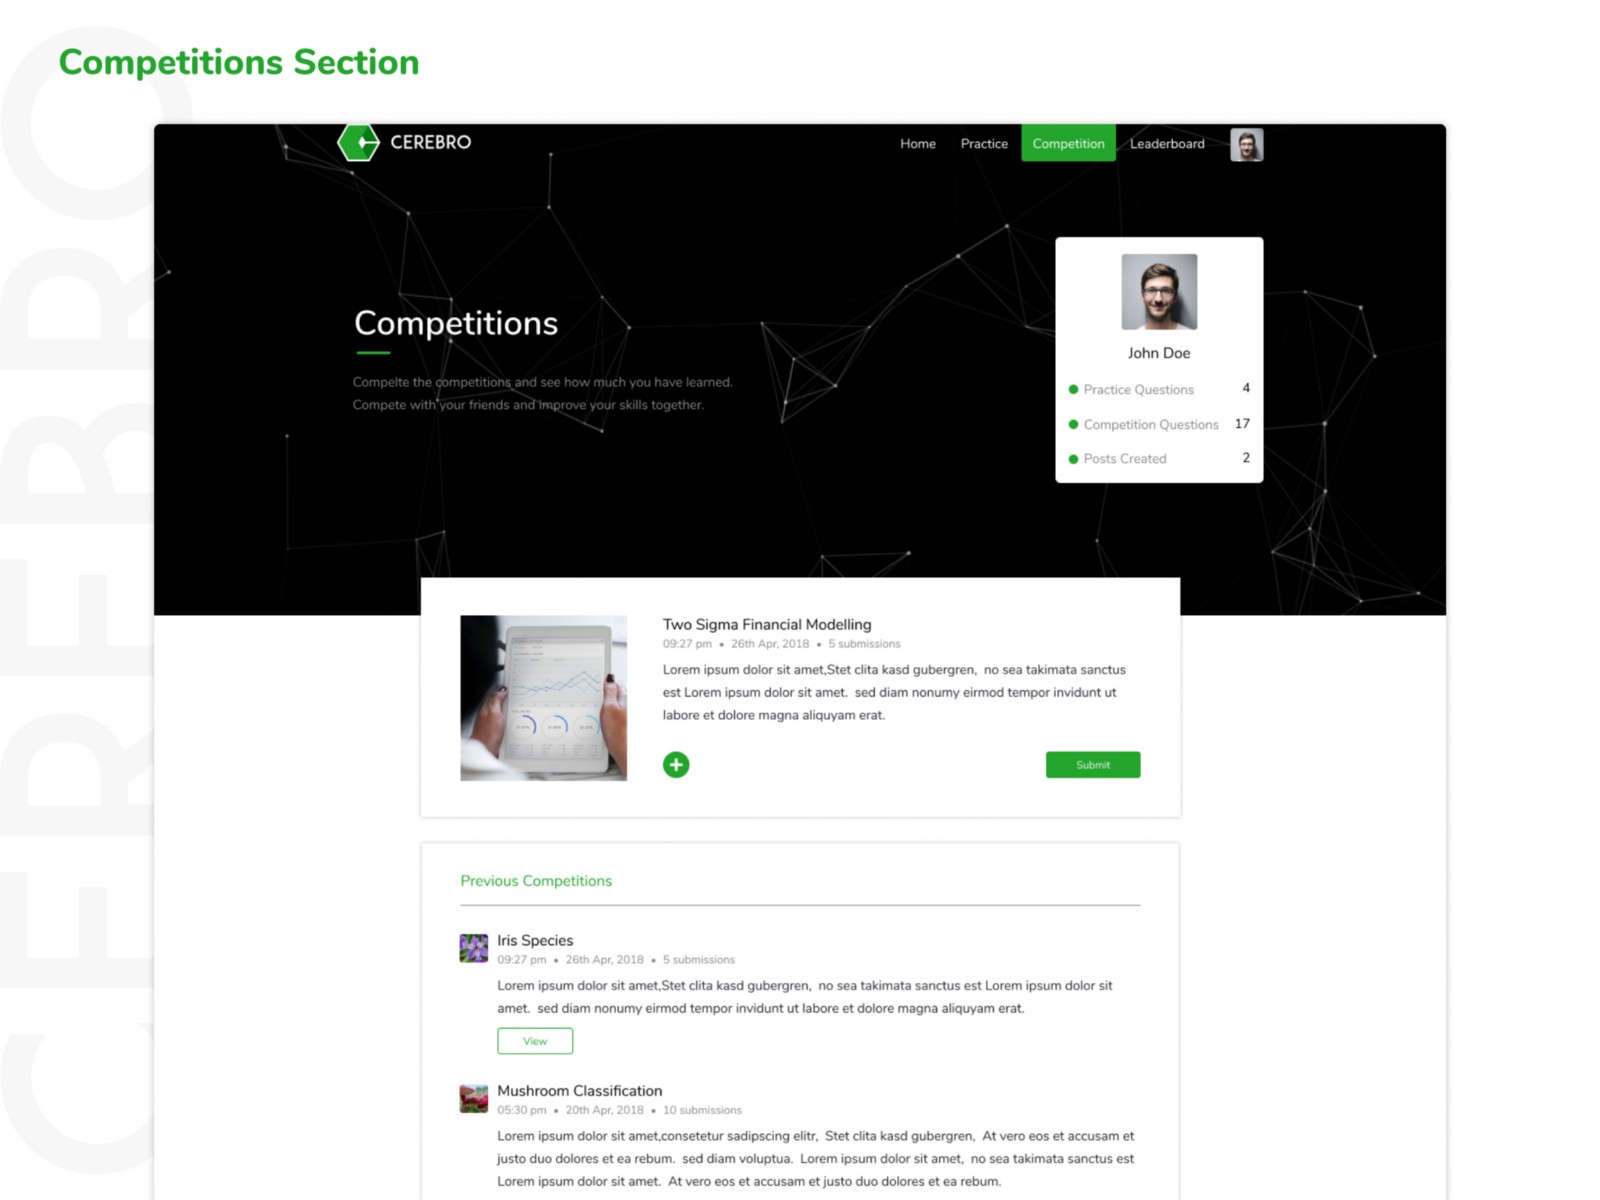 Competitions Section
CEREBRO
CEREBRO
Home Practice Competition Leaderboard
Competitions
Compelte the competitions and see how much you have learned.
Compete with your friends and improve your skills together.
John Doe
Practice Questions 4
Competition Questions 17
Posts Created 2
Two Sigma Financial Modelling
09:27 pm • 26th Apr, 2018 • 5 submissions
Lorem ipsum dolor sit amet,Stet clita kasd gubergren, no sea takimata sanctus
est Lorem ipsum dolor sit amet. sed diam nonumy eirmod tempor invidunt ut
labore et dolore magna aliquyam erat.
Submit
Previous Competitions
Iris Species
09:27 pm • 26th Apr, 2018 • 5 submissions
Lorem ipsum dolor sit amet,Stet clita kasd gubergren, no sea takimata sanctus est Lorem ipsum dolor sit
amet. sed diam nonumy eirmod tempor invidunt ut labore et dolore magna aliquyam erat.
View
Mushroom Classification
05:30 pm • 20th Apr, 2018 • 10 submissions
Lorem ipsum dolor sit amet,consetetur sadipscing elitr, Stet clita kasd gubergren, At vero eos et accusam et
justo duo dolores et ea rebum. sed diam voluptua. Lorem ipsum dolor sit amet, no sea takimata sanctus est
Lorem ipsum dolor sit amet. At vero eos et accusam et justo duo dolores et ea rebum.